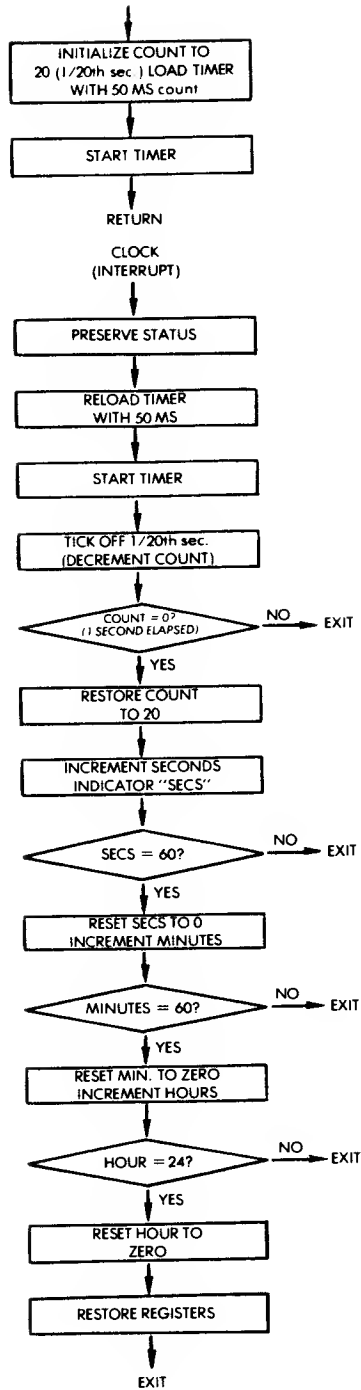 INITIALIZE COUNT TO
20 (1/20th sec.) LOAD TIMER
WITH 50 MS count
START TIMER
RETURN
CLOCK
(INTERRUPT)
PRESERVE STATUS
RELOAD TIMER
WITH 50 MS
START TIMER
TICK OFF 1/20th sec.
(DECREMENT COUNT)
COUNT = 0?
(1 SECOND ELAPSED)
NO
EXIT
YES
RESTORE COUNT
TO 20
INCREMENT SECONDS
INDICATOR "SECS"
SECS = 60?
NO
EXIT
YES
RESET SECS TO 0
INCREMENT MINUTES
MINUTES = 60?
NO
EXIT
YES
RESET MIN. TO ZERO
INCREMENT HOURS
HOUR = 24?
NO
EXIT
YES
RESET HOUR TO
ZERO
RESTORE REGISTERS
EXIT